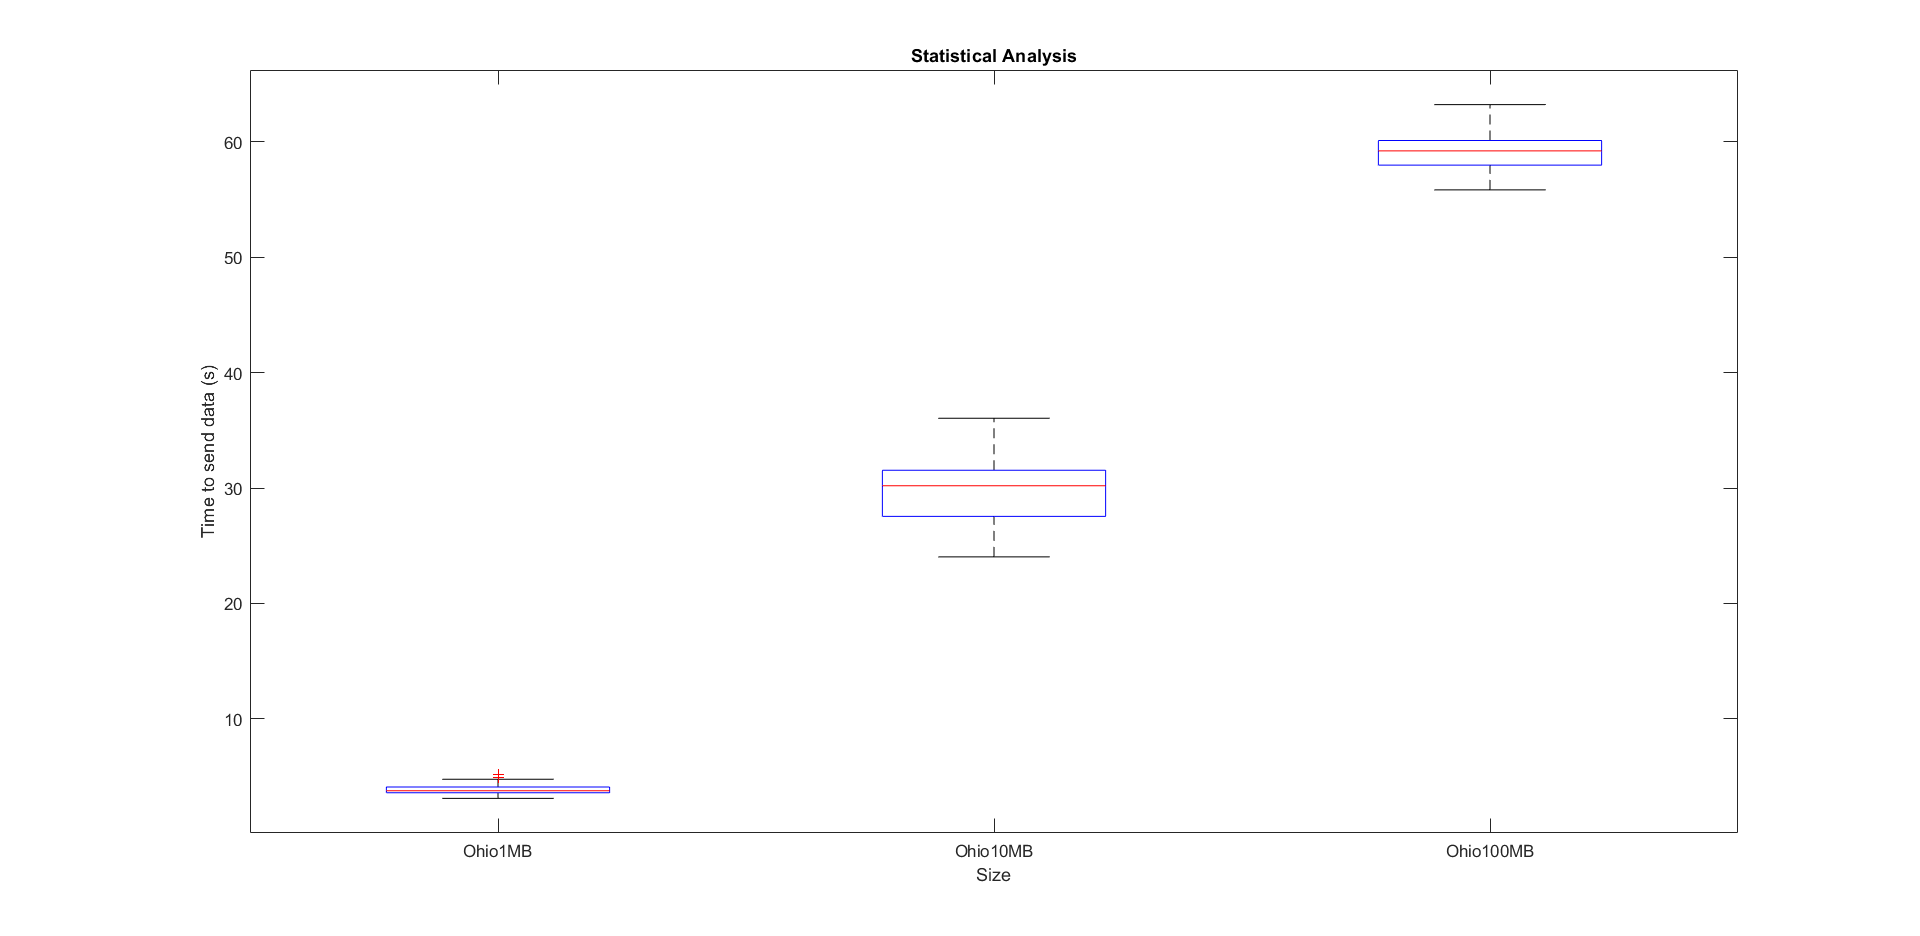 Statistical Analysis
60
50
40
30
20
10
Time to send data (s)
Ohio1MB Ohio10MB Ohio100MB
Size